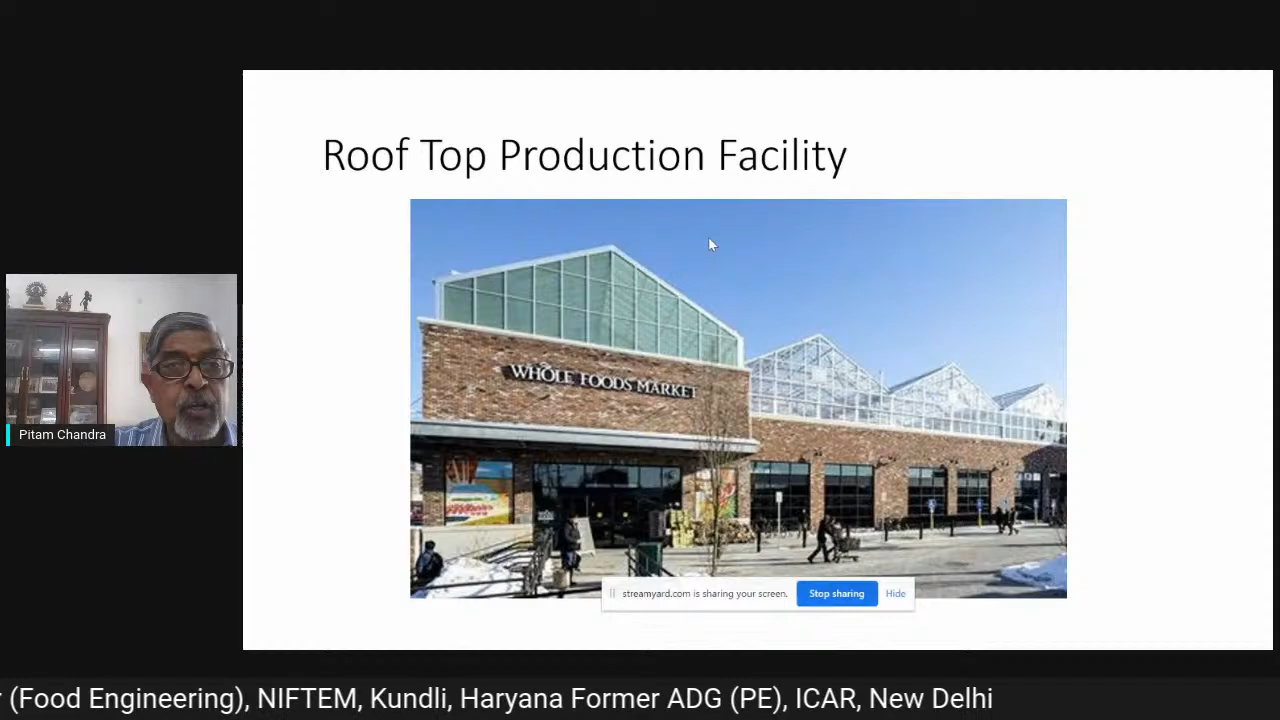 Roof Top Production Facility
WHOLE FOODS MARKET
Pitam Chandra
streamyard.com is sharing your screen.
Stop sharing
Hide
(Food Engineering), NIFTEM, Kundli, Haryana Former ADG (PE), ICAR, New Delhi